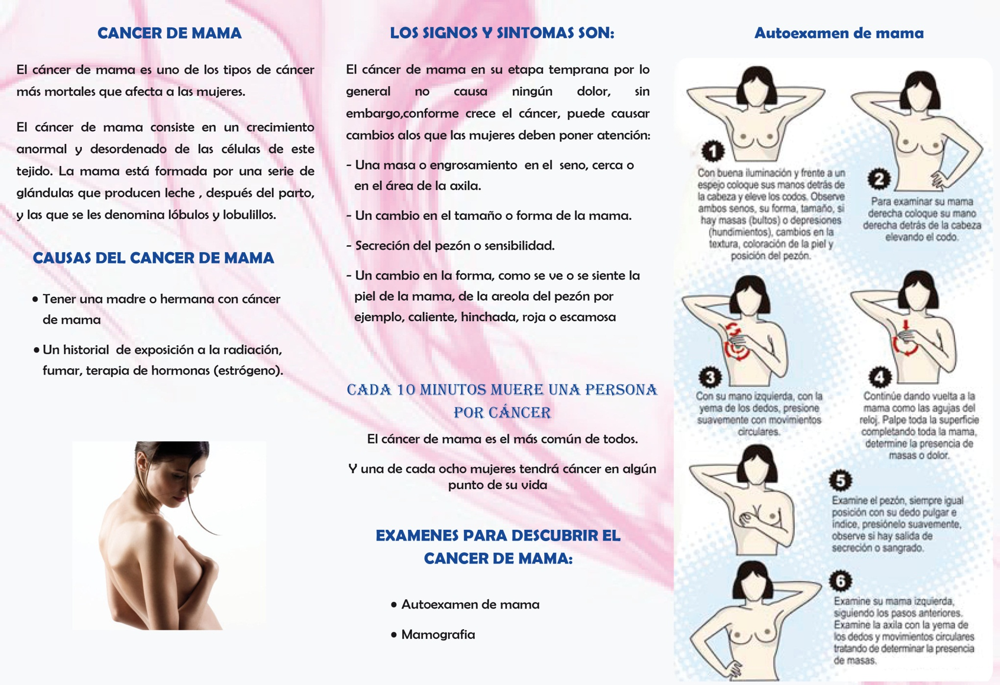 CANCER DE MAMA
El cáncer de mama es uno de los tipos de cáncer
más mortales que afecta a las mujeres.
El cáncer de mama consiste en un crecimiento
anormal y desordenado de las células de este
tejido. La mama está formada por una serie de
glándulas que producen leche , después del parto,
y las que se les denomina lóbulos y lobulillos.
CAUSAS DEL CANCER DE MAMA
• Tener una madre o hermana con cáncer
de mama
• Un historial de exposición a la radiación,
fumar, terapia de hormonas (estrógeno).
LOS SIGNOS Y SINTOMAS SON:
El cáncer de mama en su etapa temprana por lo
general no causa ningún dolor, sin
embargo,conforme crece el cáncer, puede causar
cambios alos que las mujeres deben poner atención:
- Una masa o engrosamiento en el seno, cerca o
en el área de la axila.
- Un cambio en el tamaño o forma de la mama.
- Secreción del pezón o sensibilidad.
- Un cambio en la forma, como se ve o se siente la
piel de la mama, de la areola del pezón por
ejemplo, caliente, hinchada, roja o escamosa
CADA 10 MINUTOS MUERE UNA PERSONA
POR CÁNCER
El cáncer de mama es el más común de todos.
Y una de cada ocho mujeres tendrá cáncer en algún
punto de su vida
EXAMENES PARA DESCUBRIR EL
CANCER DE MAMA:
• Autoexamen de mama
• Mamografia
Autoexamen de mama
1
Con buena iluminación y frente a un
espejo coloque sus manos detrás de
la cabeza y eleve los codos. Observe
ambos senos, su forma, tamaño, si
hay masas (bultos) o depresiones
(hundimientos), cambios en la
textura, coloración de la piel y
posición del pezón.
2
Para examinar su mama
derecha coloque su mano
derecha detrás de la cabeza
elevando el codo.
3
Con su mano izquierda, con la
yema de los dedos, presione
suavemente con movimientos
circulares.
4
Continúe dando vuelta a la
mama como las agujas del
reloj. Palpe toda la superficie
completando toda la mama,
determine la presencia de
masas o dolor.
5
Examine el pezón, siempre igual
posición con su dedo pulgar e
índice, presiónelo suavemente,
observe si hay salida de
secreción o sangrado.
6
Examine su mama izquierda,
siguiendo los pasos anteriores.
Examine la axila con la yema de
los dedos y movimientos circulares
tratando de determinar la presencia
de masas.